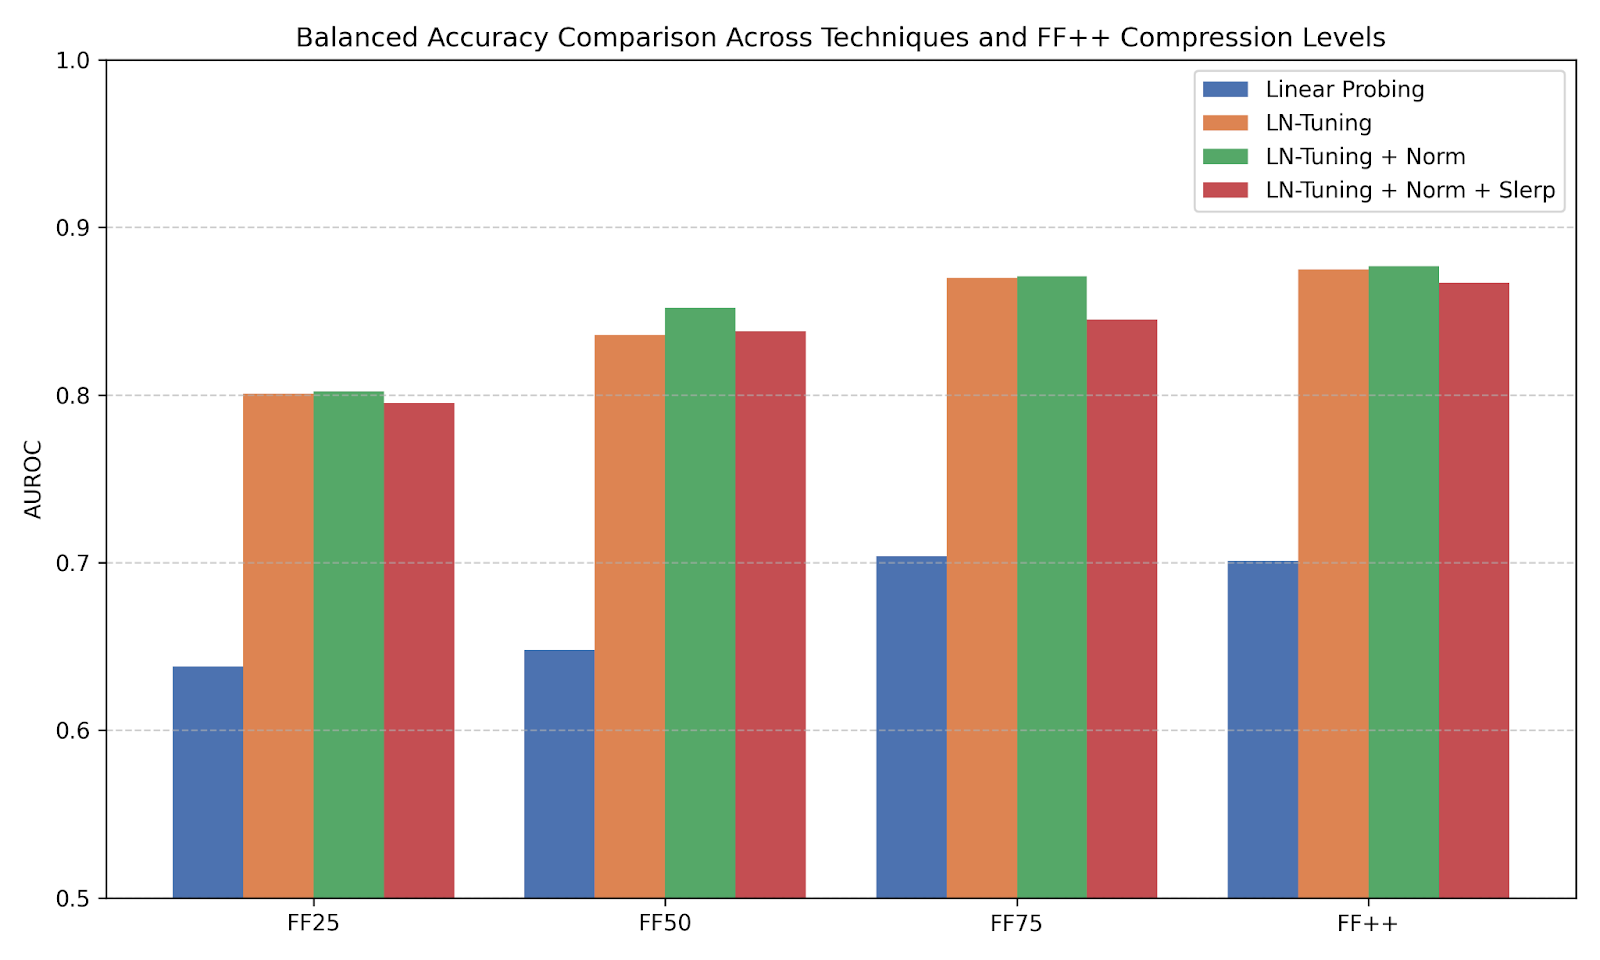 Balanced Accuracy Comparison Across Techniques and FF++ Compression Levels
1.0
0.9
0.8
0.7
0.6
0.5
AUROC
Linear Probing
LN-Tuning
LN-Tuning + Norm
LN-Tuning + Norm + Slerp
FF25 FF50 FF75 FF++